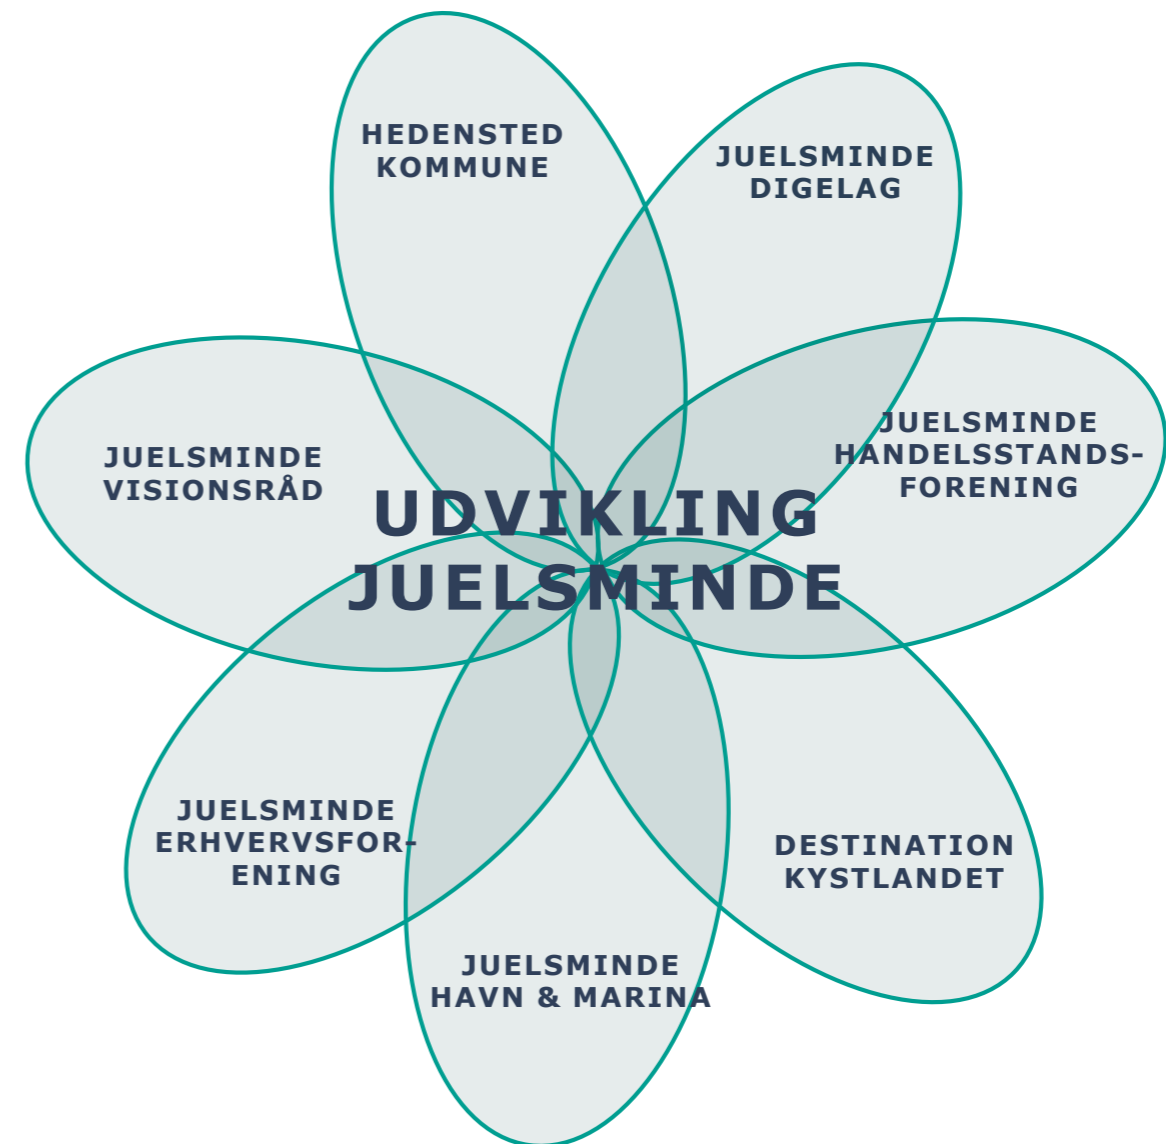 HEDENSTED
KOMMUNE
JUELSMINDE
DIGELAG
JUELSMINDE
HANDELSSTANDS-
FORENING
JUELSMINDE
VISIONSRÅD
UDVIKLING
JUELSMINDE
JUELSMINDE
ERHVERVSFOR-
ENING
DESTINATION
KYSTLANDET
JUELSMINDE
HAVN & MARINA